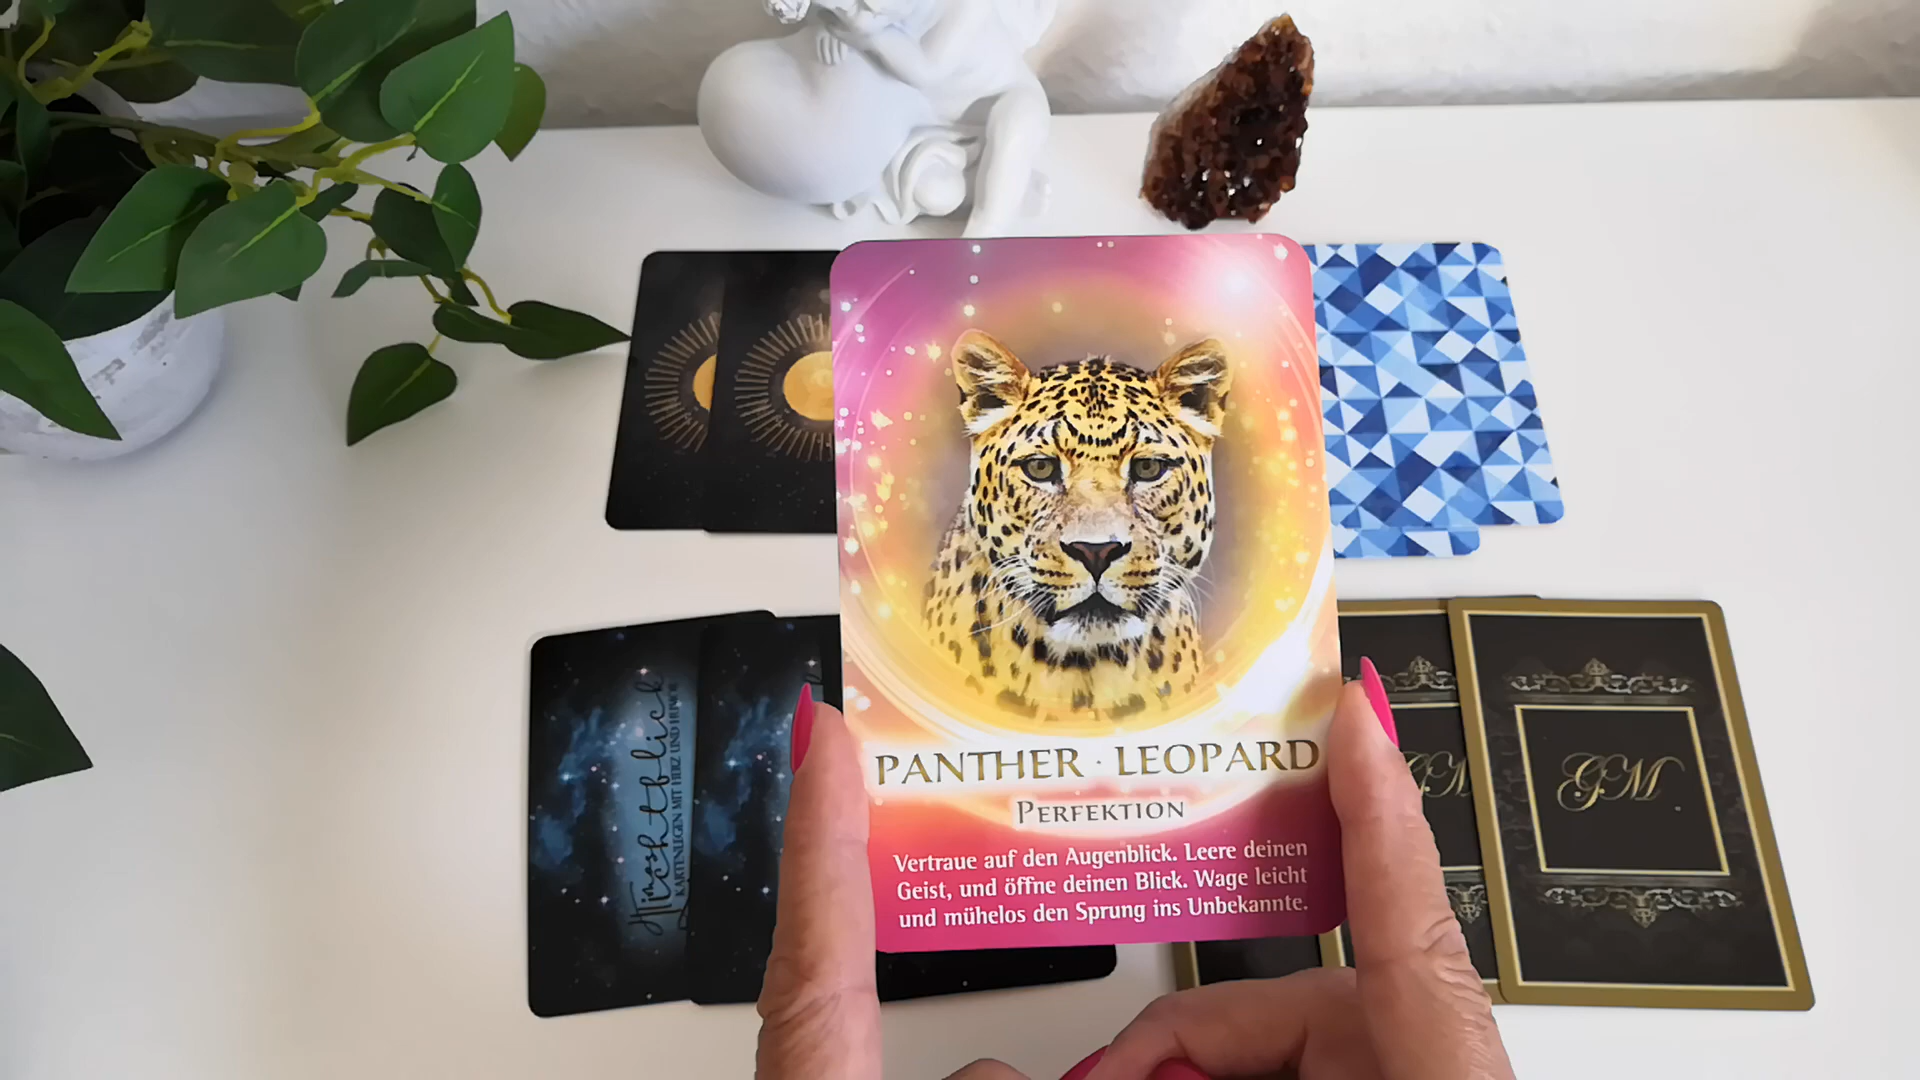 PANTHER · LEOPARD
PERFEKTION
Vertraue auf den Augenblick. Leere deinen
Geist, und öffne deinen Blick. Wage leicht
und mühelos den Sprung ins Unbekannte.
KARTENLEGEN MIT HERZ UND HUMOR
GM
GM